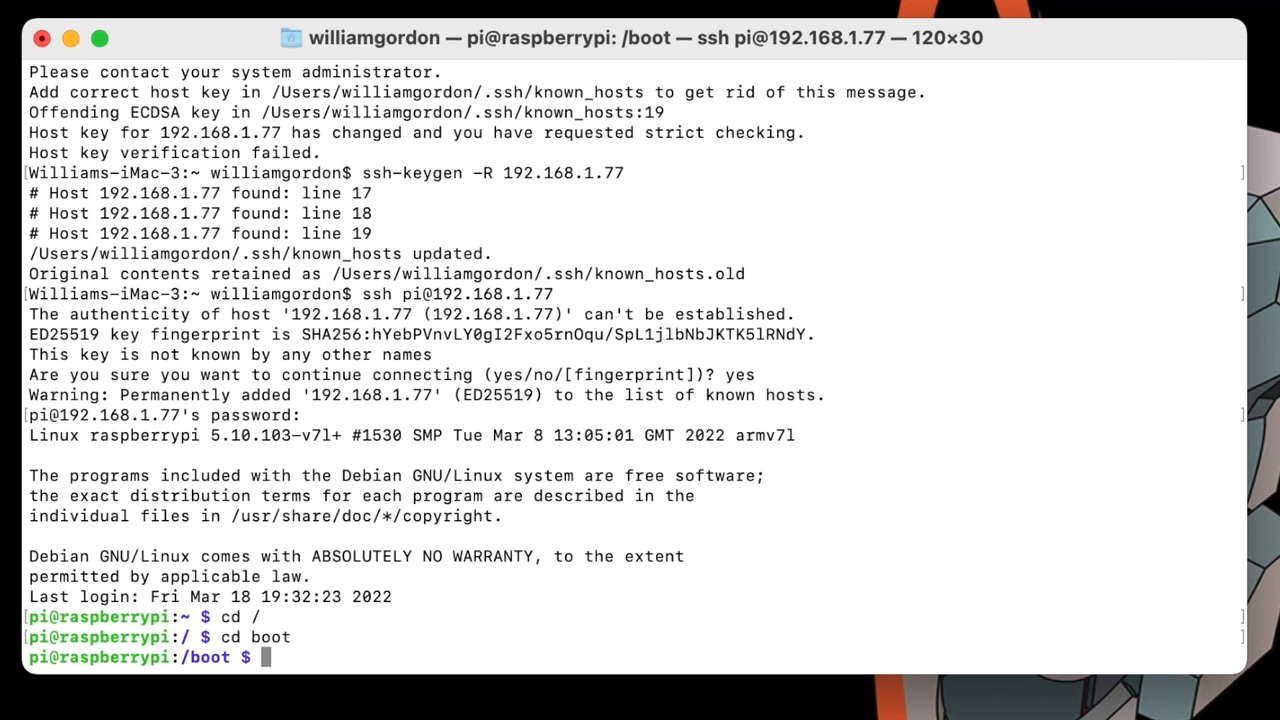 williamgordon — pi@raspberrypi: /boot — ssh pi@192.168.1.77 — 120×30
Please contact your system administrator.
Add correct host key in /Users/williamgordon/.ssh/known_hosts to get rid of this message.
Offending ECDSA key in /Users/williamgordon/.ssh/known_hosts:19
Host key for 192.168.1.77 has changed and you have requested strict checking.
Host key verification failed.
[Williams-iMac-3:~ williamgordon$ ssh-keygen -R 192.168.1.77 ]
# Host 192.168.1.77 found: line 17
# Host 192.168.1.77 found: line 18
# Host 192.168.1.77 found: line 19
/Users/williamgordon/.ssh/known_hosts updated.
Original contents retained as /Users/williamgordon/.ssh/known_hosts.old
[Williams-iMac-3:~ williamgordon$ ssh pi@192.168.1.77 ]
The authenticity of host '192.168.1.77 (192.168.1.77)' can't be established.
ED25519 key fingerprint is SHA256:hYebPVnvLY0gI2Fxo5rnOqu/SpL1jlbNbJKTK5lRNdY.
This key is not known by any other names
Are you sure you want to continue connecting (yes/no/[fingerprint])? yes
Warning: Permanently added '192.168.1.77' (ED25519) to the list of known hosts.
[pi@192.168.1.77's password: ]
Linux raspberrypi 5.10.103-v7l+ #1530 SMP Tue Mar 8 13:05:01 GMT 2022 armv7l
The programs included with the Debian GNU/Linux system are free software;
the exact distribution terms for each program are described in the
individual files in /usr/share/doc/*/copyright.
Debian GNU/Linux comes with ABSOLUTELY NO WARRANTY, to the extent
permitted by applicable law.
Last login: Fri Mar 18 19:32:23 2022
[pi@raspberrypi:~ $ cd / ]
[pi@raspberrypi:/ $ cd boot ]
pi@raspberrypi:/boot $